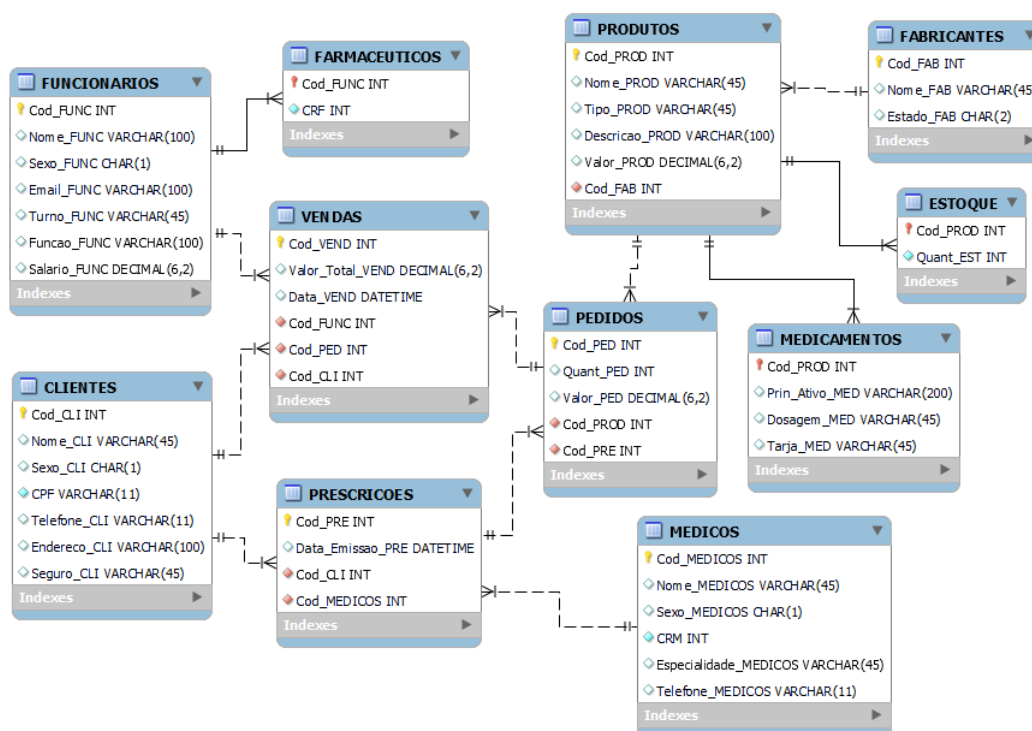 FUNCIONARIOS
Cod_FUNC INT
Nome_FUNC VARCHAR(100)
Sexo_FUNC CHAR(1)
Email_FUNC VARCHAR(100)
Turno_FUNC VARCHAR(45)
Funcao_FUNC VARCHAR(100)
Salario_FUNC DECIMAL(6,2)
Indexes
FARMACEUTICOS
Cod_FUNC INT
CRF INT
Indexes
VENDAS
Cod_VEND INT
Valor_Total_VEND DECIMAL(6,2)
Data_VEND DATETIME
Cod_FUNC INT
Cod_PED INT
Cod_CLI INT
Indexes
CLIENTES
Cod_CLI INT
Nome_CLI VARCHAR(45)
Sexo_CLI CHAR(1)
CPF VARCHAR(11)
Telefone_CLI VARCHAR(11)
Endereco_CLI VARCHAR(100)
Seguro_CLI VARCHAR(45)
Indexes
PRESCRICOES
Cod_PRE INT
Data_Emissao_PRE DATETIME
Cod_CLI INT
Cod_MEDICOS INT
Indexes
PRODUTOS
Cod_PROD INT
Nome_PROD VARCHAR(45)
Tipo_PROD VARCHAR(45)
Descricao_PROD VARCHAR(100)
Valor_PROD DECIMAL(6,2)
Cod_FAB INT
Indexes
FABRICANTES
Cod_FAB INT
Nome_FAB VARCHAR(45
Estado_FAB CHAR(2)
Indexes
ESTOQUE
Cod_PROD INT
Quant_EST INT
Indexes
PEDIDOS
Cod_PED INT
Quant_PED INT
Valor_PED DECIMAL(6,2)
Cod_PROD INT
Cod_PRE INT
Indexes
MEDICAMENTOS
Cod_PROD INT
Prin_Ativo_MED VARCHAR(200)
Dosagem_MED VARCHAR(45)
Tarja_MED VARCHAR(45)
Indexes
MEDICOS
Cod_MEDICOS INT
Nome_MEDICOS VARCHAR(45)
Sexo_MEDICOS CHAR(1)
CRM INT
Especialidade_MEDICOS VARCHAR(45)
Telefone_MEDICOS VARCHAR(11)
Indexes